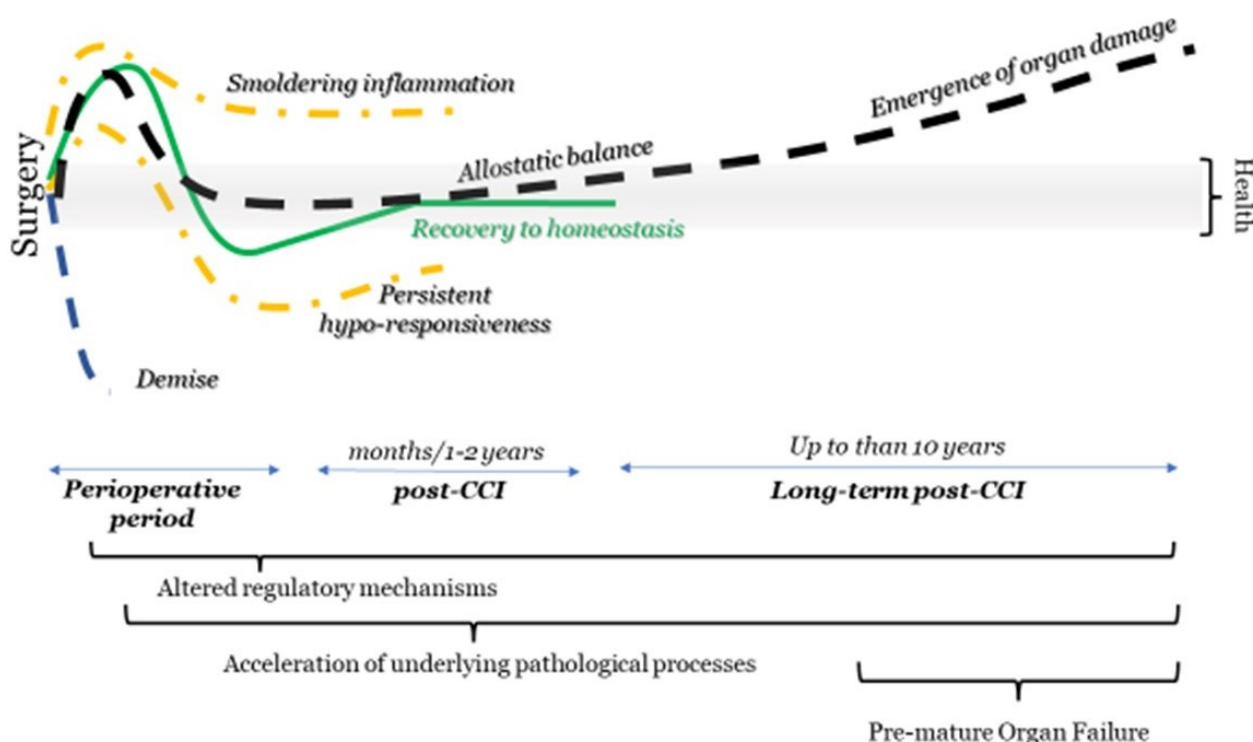 Surgery
Smoldering inflammation
Emergence of organ damage
Allostatic balance
Health
Recovery to homeostasis
Persistent
hypo-responsiveness
Demise
months/1-2 years
Up to than 10 years
Perioperative
period
post-CCI
Long-term post-CCI
Altered regulatory mechanisms
Acceleration of underlying pathological processes
Pre-mature Organ Failure